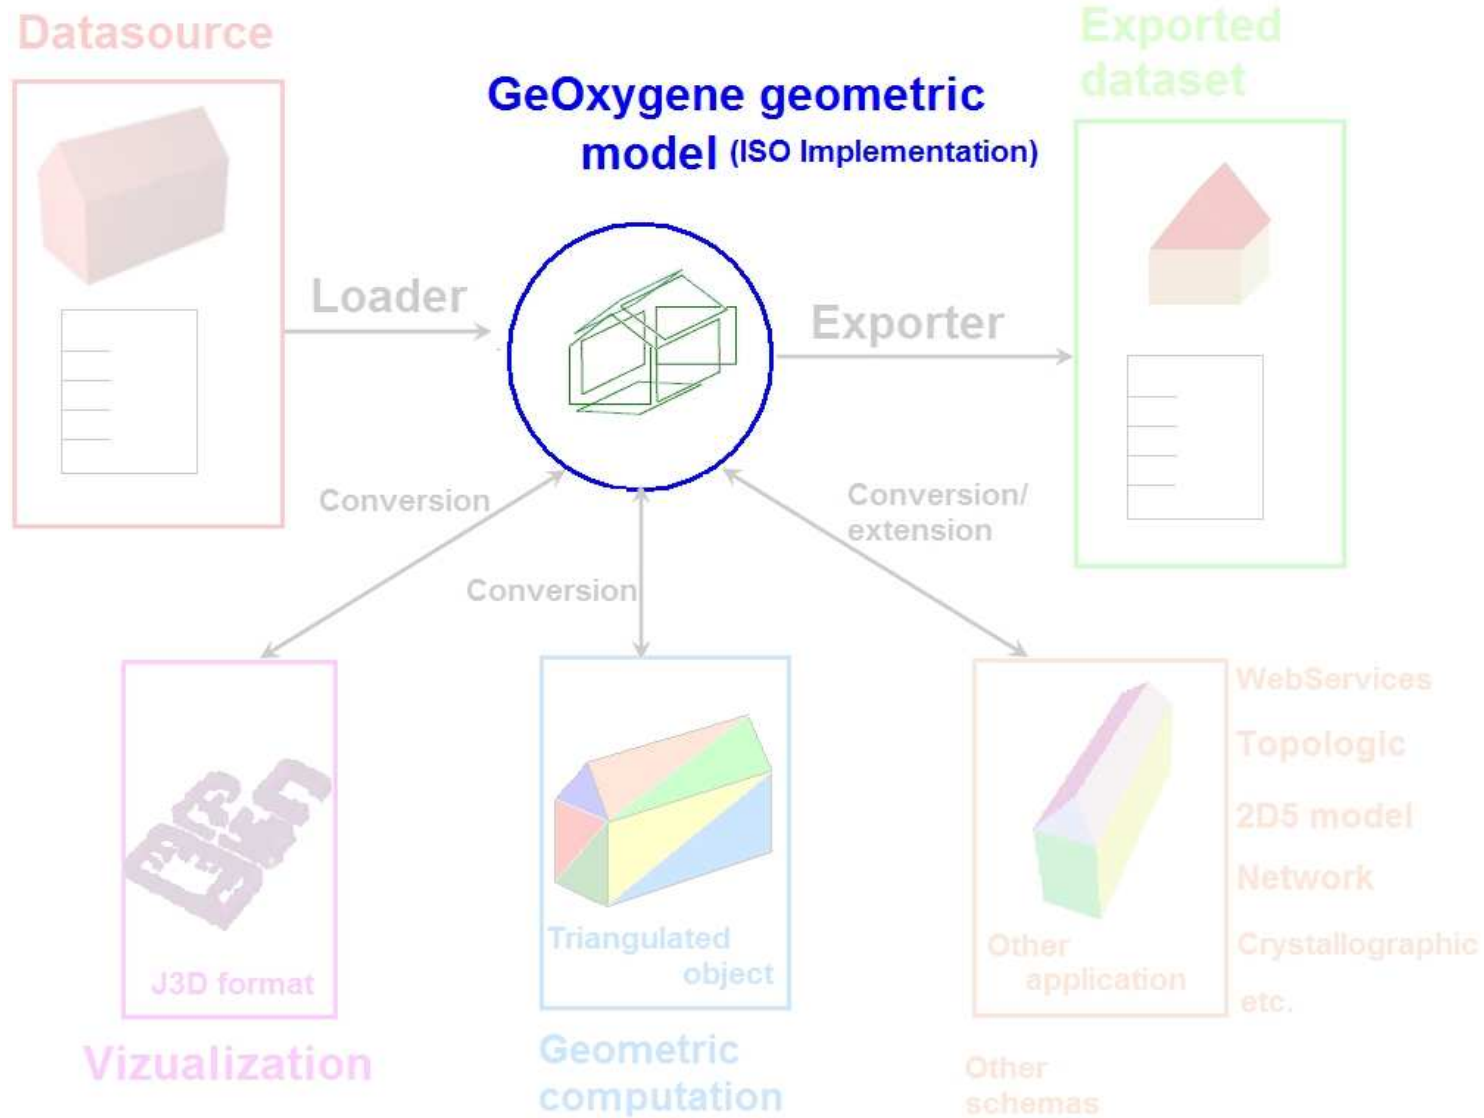 Datasource
Exported
dataset
GeOxygene geometric
model (ISO Implementation)
Loader
Exporter
Conversion
Conversion/
extension
Conversion
WebServices
Topologic
2D5 model
Network
Crystallographic
etc.
J3D format
Triangulated
object
Other
application
Vizualization
Geometric
computation
Other
schemas